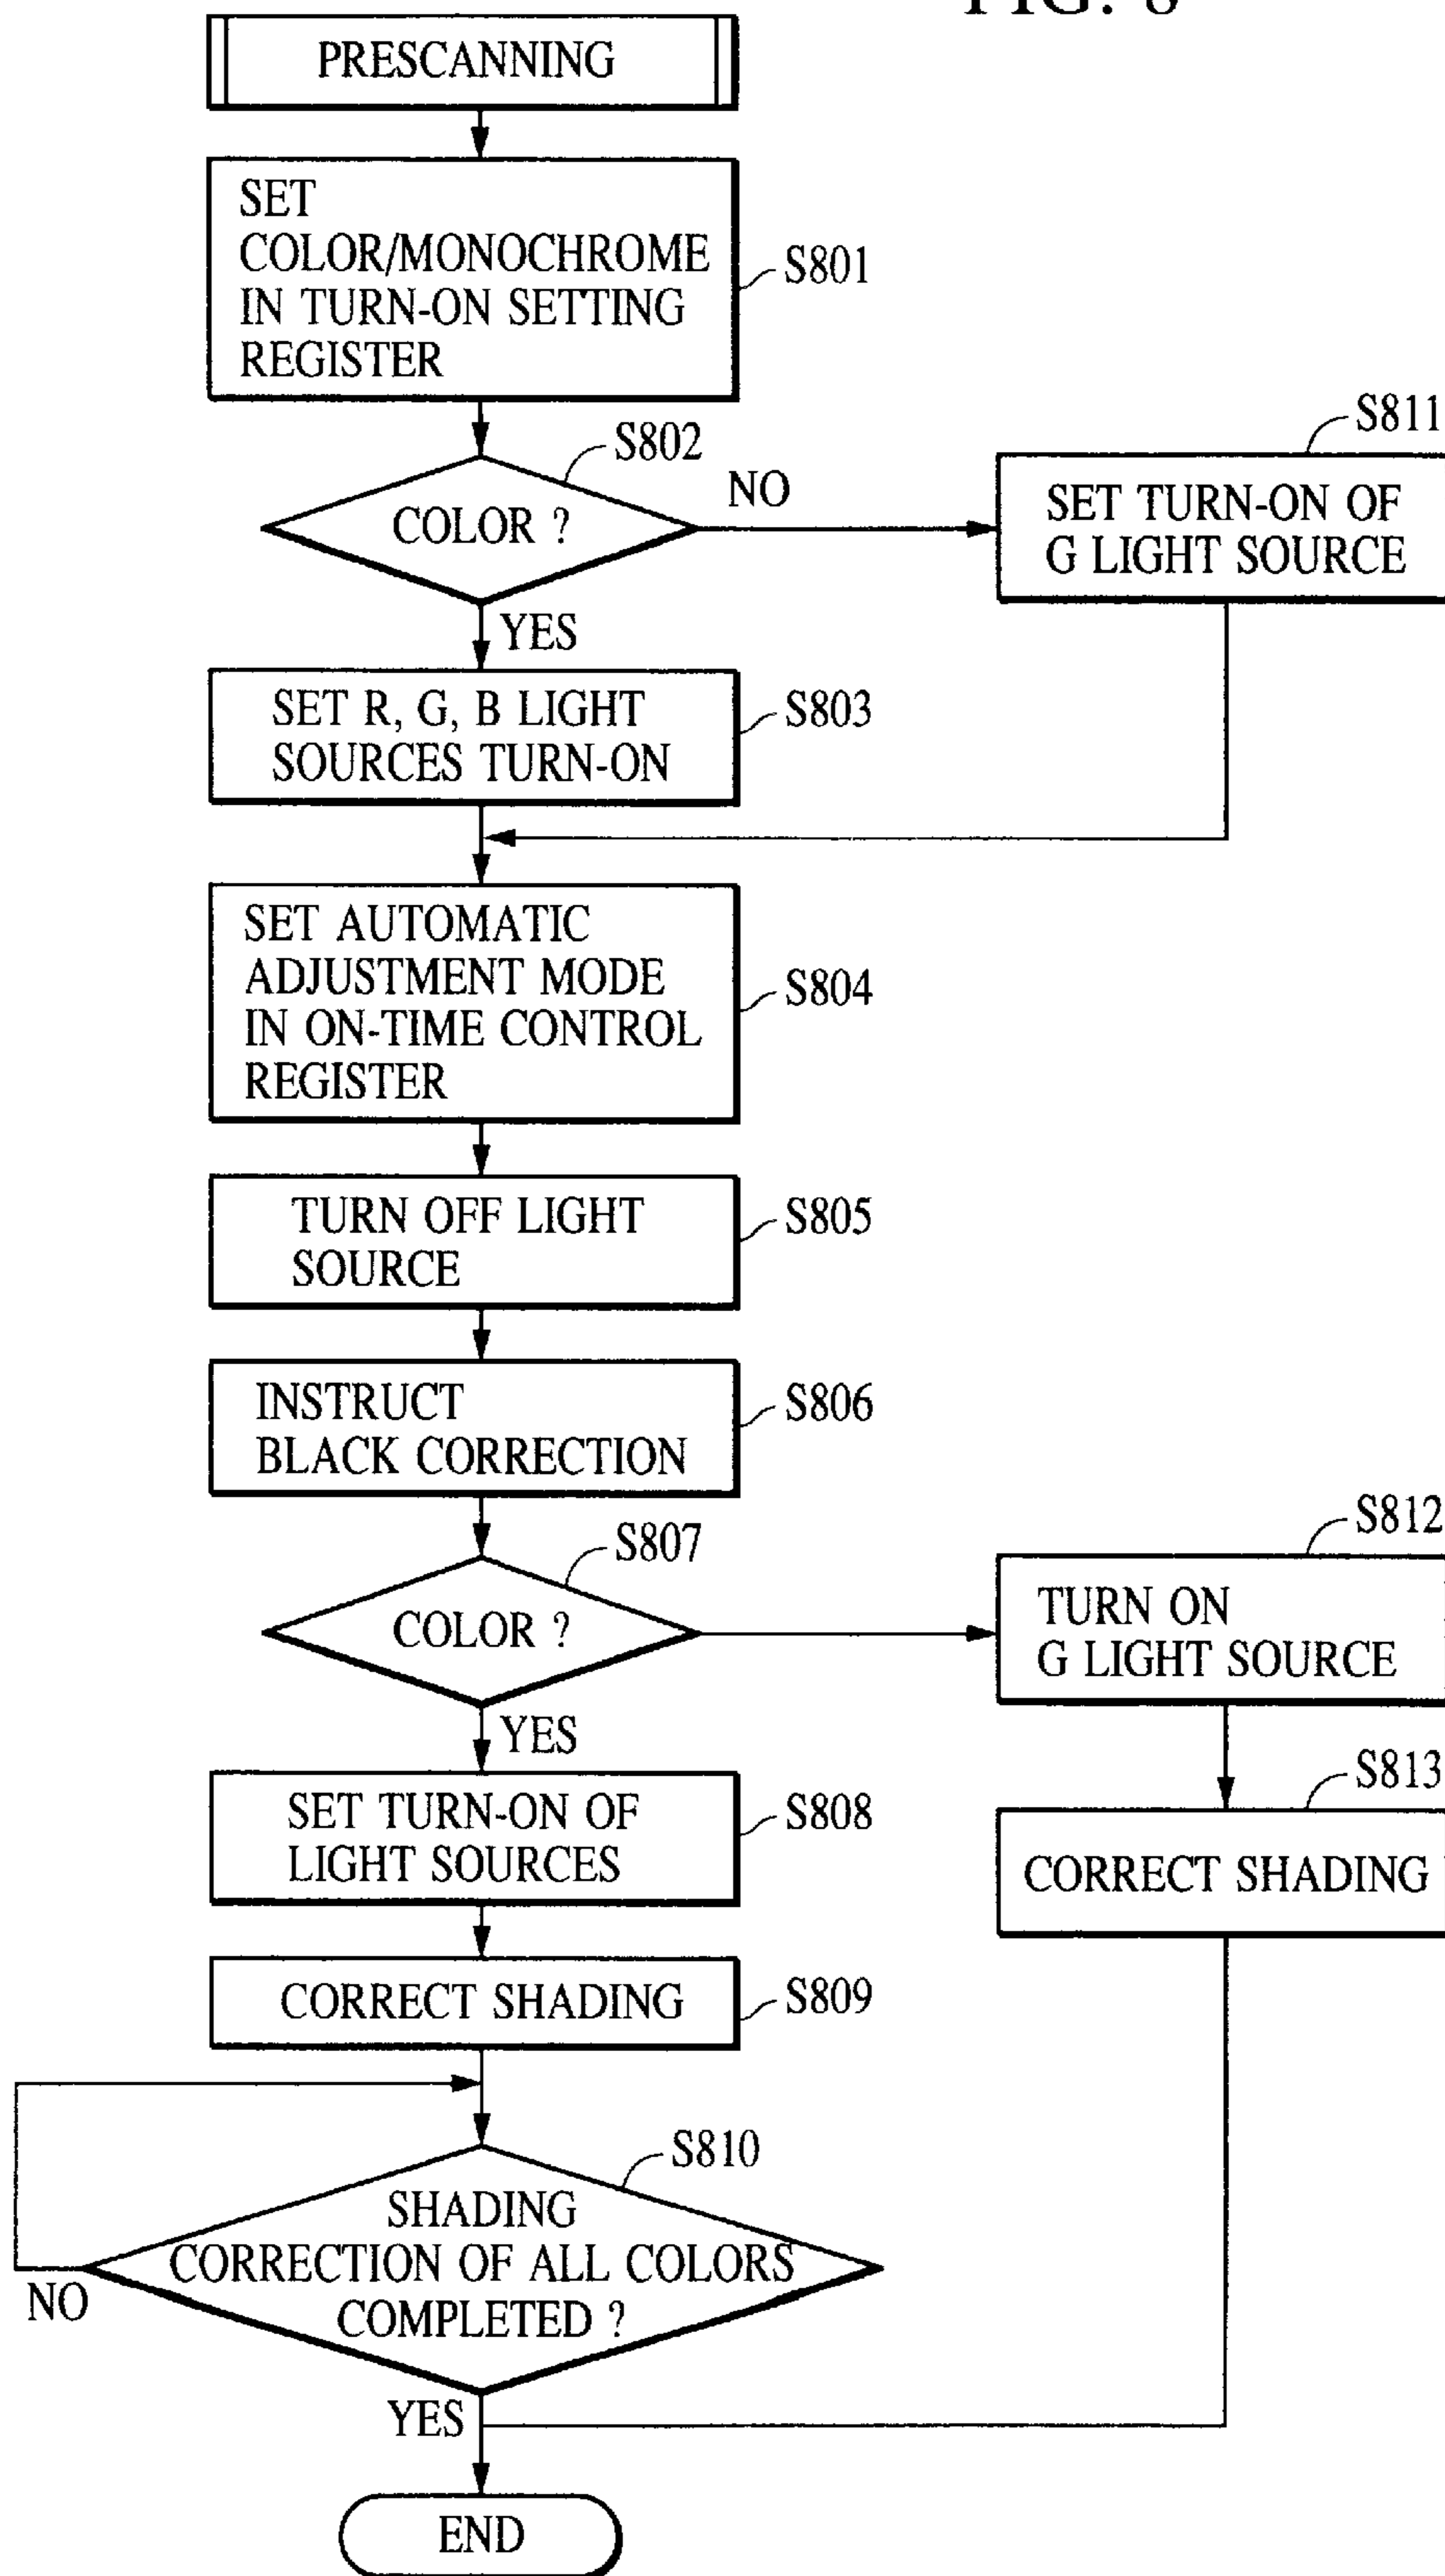 FIG. 8
PRESCANNING
SET
COLOR/MONOCHROME
IN TURN-ON SETTING
REGISTER
S801
S802
COLOR ?
NO
YES
S811
SET TURN-ON OF
G LIGHT SOURCE
SET R, G, B LIGHT
SOURCES TURN-ON
S803
SET AUTOMATIC
ADJUSTMENT MODE
IN ON-TIME CONTROL
REGISTER
S804
TURN OFF LIGHT
SOURCE
S805
INSTRUCT
BLACK CORRECTION
S806
S807
COLOR ?
YES
S812
TURN ON
G LIGHT SOURCE
S813
CORRECT SHADING
SET TURN-ON OF
LIGHT SOURCES
S808
CORRECT SHADING
S809
S810
SHADING
CORRECTION OF ALL COLORS
COMPLETED ?
NO
YES
END